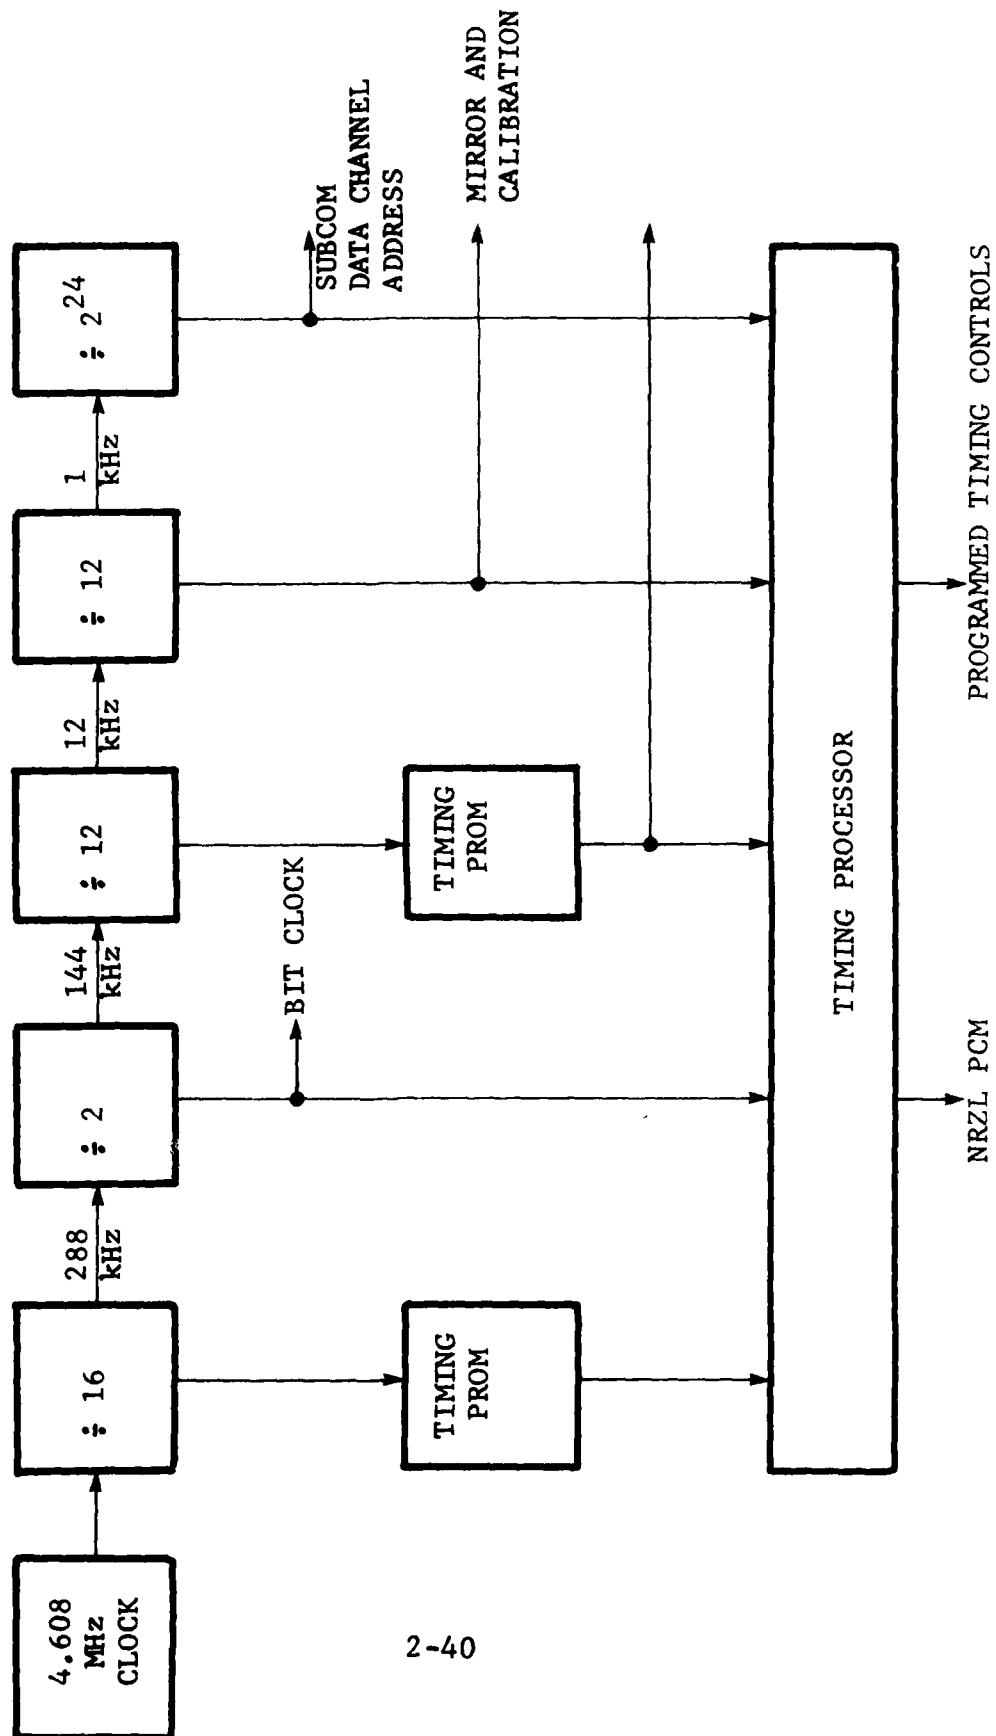 4.608
MHz
CLOCK
÷ 16
288
kHz
÷ 2
144
kHz
÷ 12
12
kHz
÷ 12
1
kHz
÷ 2^24
TIMING
PROM
BIT CLOCK
TIMING
PROM
SUBCOM
DATA CHANNEL
ADDRESS
MIRROR AND
CALIBRATION
TIMING PROCESSOR
NRZL PCM
PROGRAMMED TIMING CONTROLS
2-40